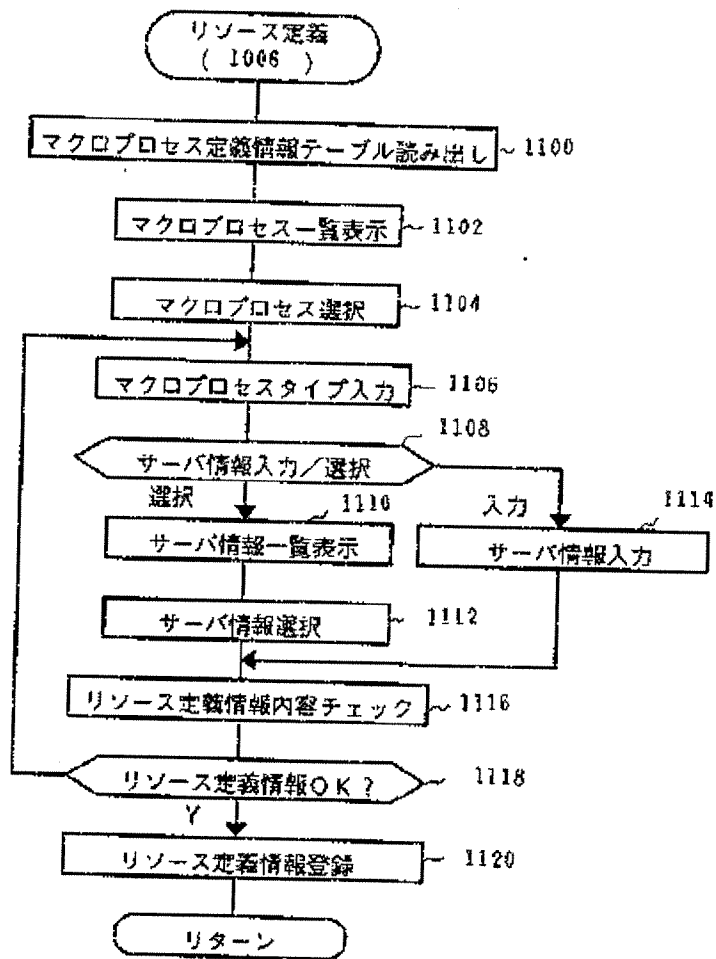 リソース定義
( 1006 )
マクロプロセス定義情報テーブル読み出し ~ 1100
マクロプロセス一覧表示 ~ 1102
マクロプロセス選択 ~ 1104
マクロプロセスタイプ入力 ~ 1106
サーバ情報入力/選択 1108
選択
入力
サーバ情報一覧表示 1110
サーバ情報入力 1114
サーバ情報選択 ~ 1112
リソース定義情報内容チェック ~ 1116
リソース定義情報OK? ~ 1118
Y
リソース定義情報登録 ~ 1120
リターン